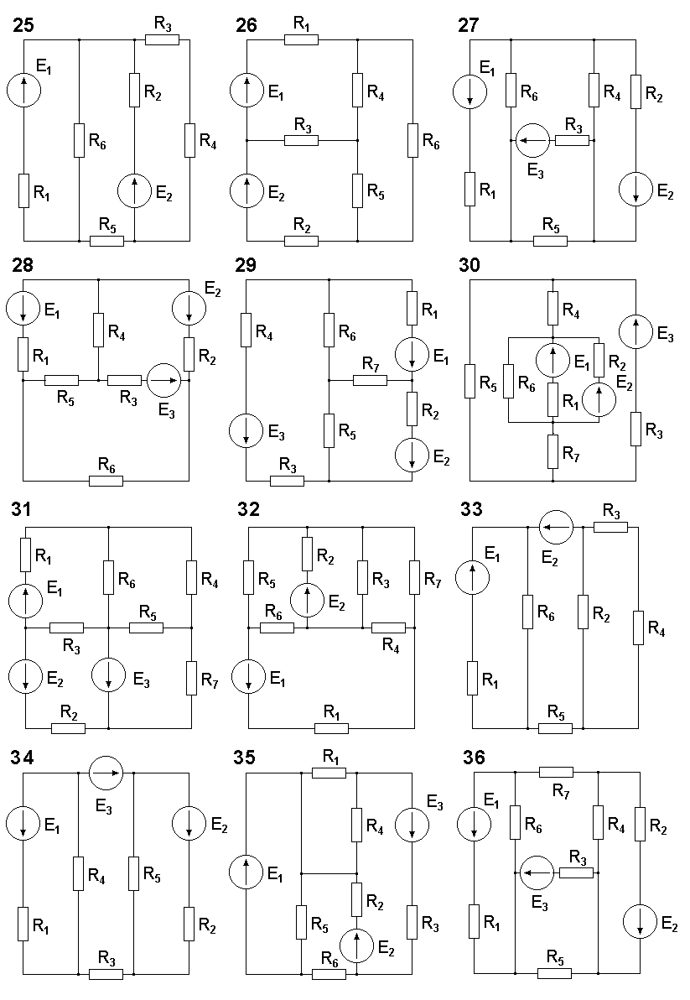 25
R₃
E₁
R₂
R₆
R₄
R₁
E₂
R₅
26
R₁
E₁
R₄
R₃
R₆
E₂
R₅
R₂
27
E₁
R₆
R₄
R₂
R₃
E₃
R₁
E₂
R₅
28
E₁
E₂
R₄
R₁
R₂
R₅
R₃
E₃
R₆
29
R₁
R₄
R₆
E₁
R₇
R₂
E₃
R₅
E₂
R₃
30
R₄
E₃
E₁
R₂
R₅
R₆
E₂
R₁
R₃
R₇
31
R₁
R₆
R₄
E₁
R₅
R₃
E₂
E₃
R₇
R₂
32
R₂
R₅
R₃
R₇
R₆
E₂
R₄
E₁
R₁
33
R₃
E₁
E₂
R₆
R₂
R₄
R₁
R₅
34
E₃
E₁
E₂
R₄
R₅
R₁
R₂
R₃
35
R₁
E₃
R₄
E₁
R₂
R₅
R₃
E₂
R₆
36
R₇
E₁
R₆
R₄
R₂
R₃
E₃
R₁
E₂
R₅